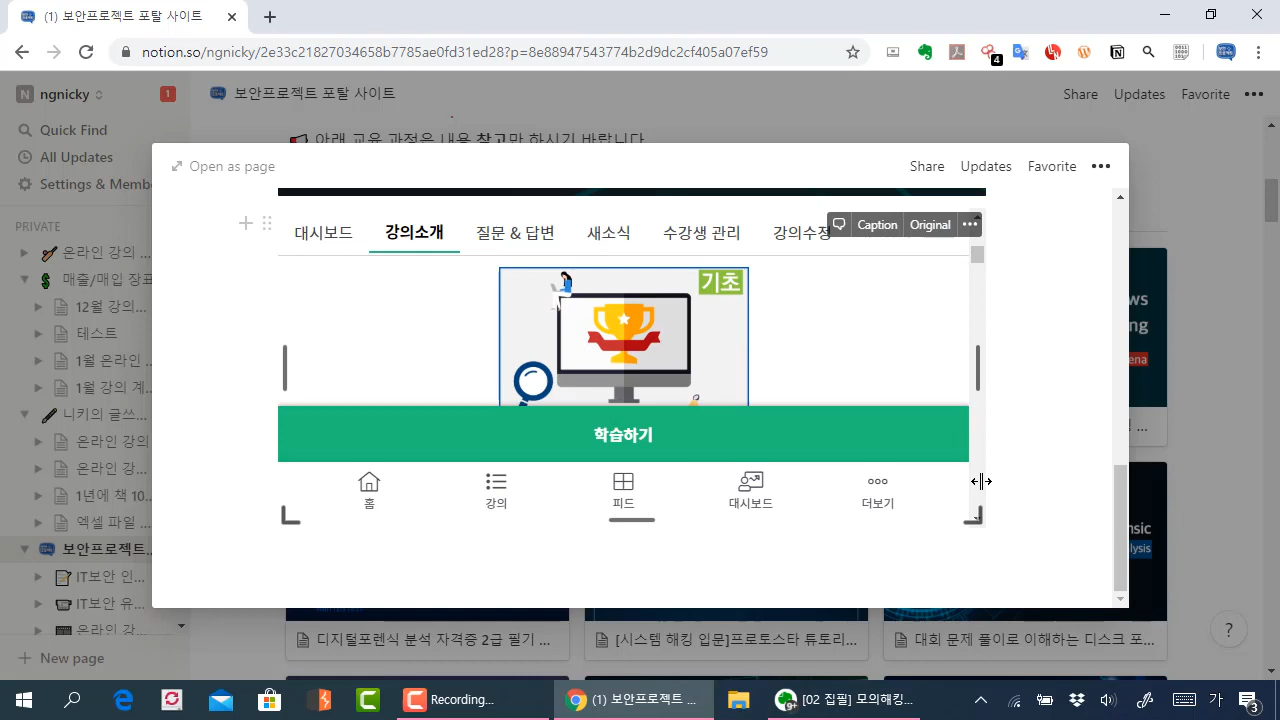 (1) 보안프로젝트 포탈 사이트
notion.so/ngnicky/2e33c21827034658b7785ae0fd31ed28?p=8e88947543774b2d9dc2cf405a07ef59
4
N ngnicky
1
보안프로젝트 포탈 사이트
Share
Updates
Favorite
Quick Find
All Updates
Settings & Membe
아래 교육 과정은 내용 참고만 하시기 바랍니다
Open as page
Share
Updates
Favorite
PRIVATE
온라인 강의 ...
매출/매입 장표
12월 강의...
테스트
1월 온라인 ...
1월 강의 계...
니키의 글쓰...
온라인 강의
온라인 강...
1년에 책 10...
엑셀 파일 ...
보안프로젝트...
IT보안 인...
IT보안 유...
온라인 강...
New page
대시보드
강의소개
질문 & 답변
새소식
수강생 관리
강의수정
Caption
Original
기초
학습하기
홈
강의
피드
대시보드
더보기
ws
ng
ena
...
nsic
lysis
디지털포렌식 분석 자격증 2급 필기 ...
[시스템 해킹 입문]프로토스타 튜토리...
대회 문제 풀이로 이해하는 디스크 포...
?
Recording...
(1) 보안프로젝트 ...
9+
[02 집필] 모의해킹...
가
3